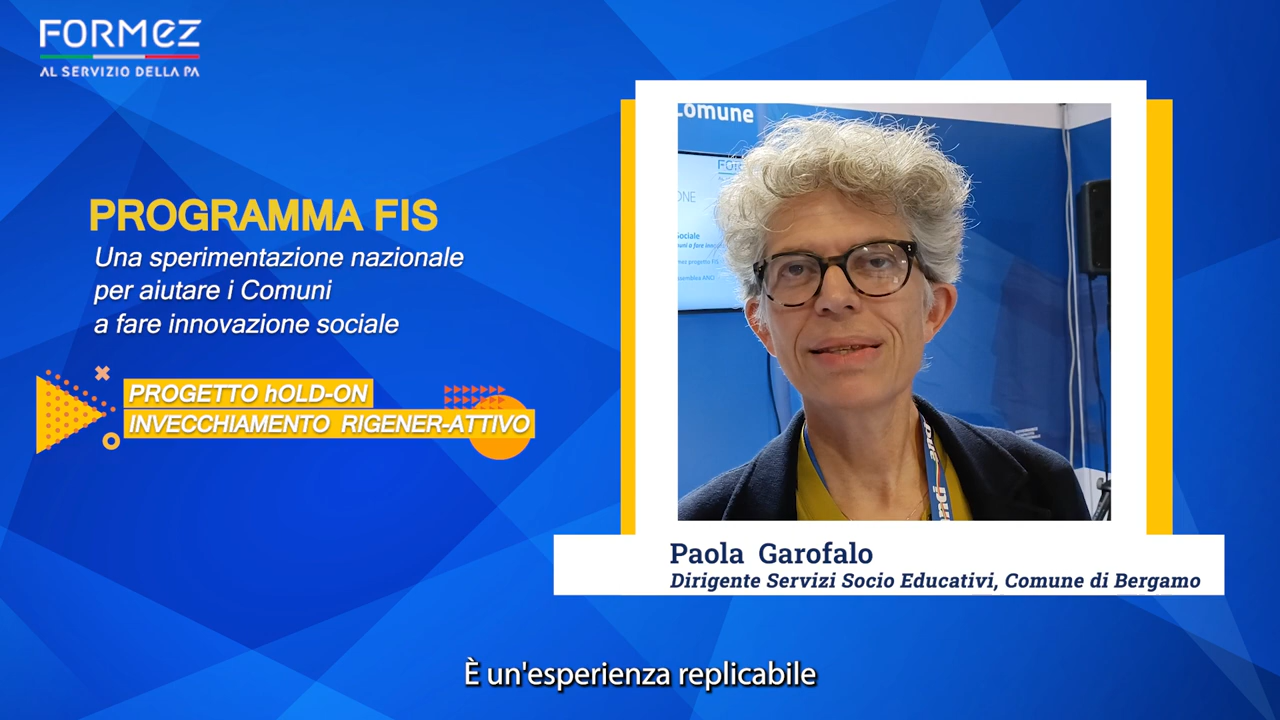 FORMEZ
AL SERVIZIO DELLA PA
PROGRAMMA FIS
Una sperimentazione nazionale
per aiutare i Comuni
a fare innovazione sociale
PROGETTO hOLD-ON
INVECCHIAMENTO RIGENER-ATTIVO
Comune
Sociale
Paola Garofalo
Dirigente Servizi Socio Educativi, Comune di Bergamo
È un'esperienza replicabile